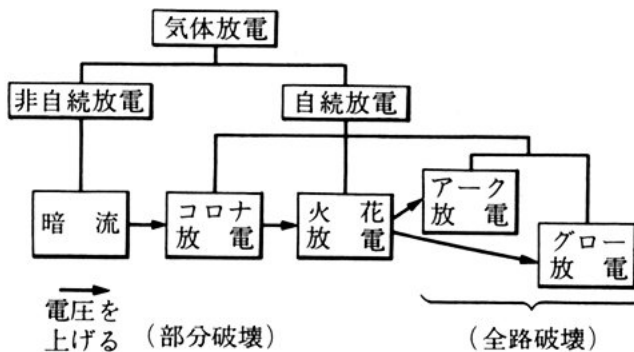 気体放電
非自続放電
自続放電
暗流
コロナ
放電
火花
放電
アーク
放電
グロー
放電
電圧を
上げる
(部分破壊)
(全路破壊)